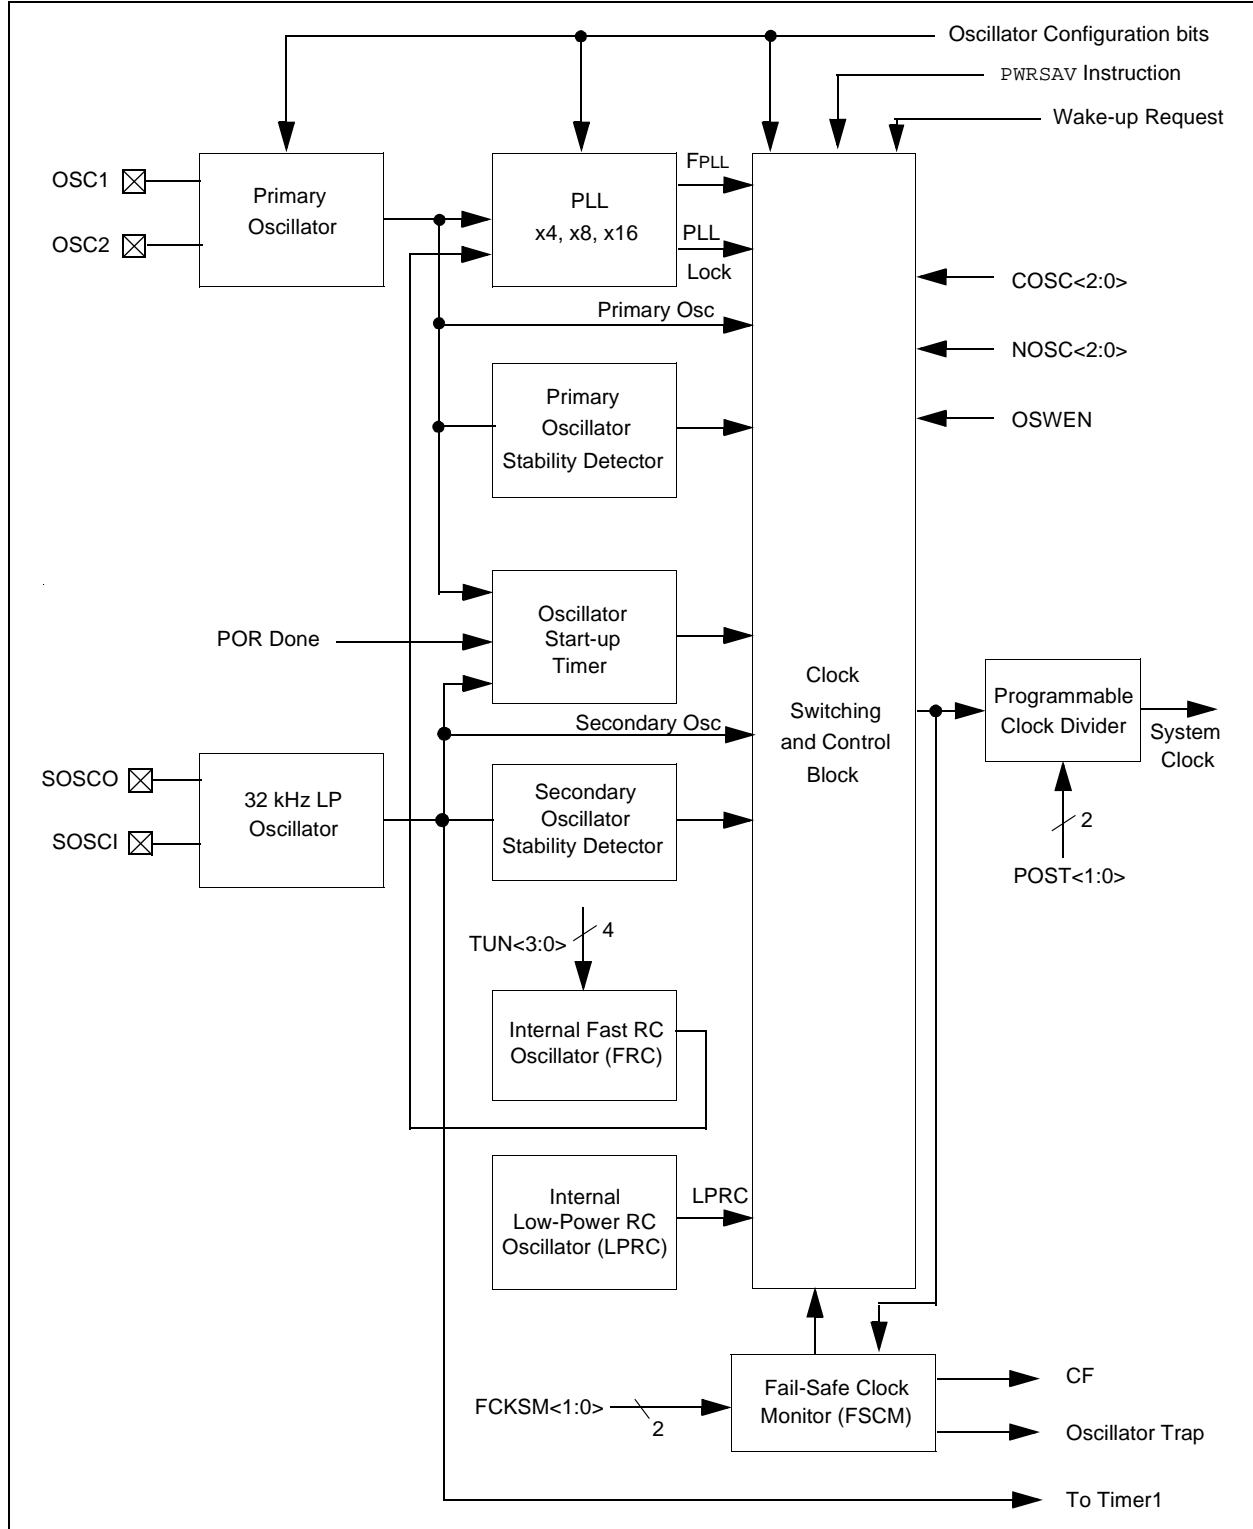 Oscillator Configuration bits
PWRSAV Instruction
Wake-up Request
OSC1
OSC2
Primary
Oscillator
PLL
x4, x8, x16
FPLL
PLL
Lock
COSC<2:0>
Primary Osc
NOSC<2:0>
Primary
Oscillator
Stability Detector
OSWEN
Oscillator
Start-up
Timer
POR Done
Clock
Switching
and Control
Block
Programmable
Clock Divider
System
Clock
Secondary Osc
SOSCO
SOSCI
32 kHz LP
Oscillator
Secondary
Oscillator
Stability Detector
2
POST<1:0>
TUN<3:0>
4
Internal Fast RC
Oscillator (FRC)
Internal
Low-Power RC
Oscillator (LPRC)
LPRC
FCKSM<1:0>
2
Fail-Safe Clock
Monitor (FSCM)
CF
Oscillator Trap
To Timer1